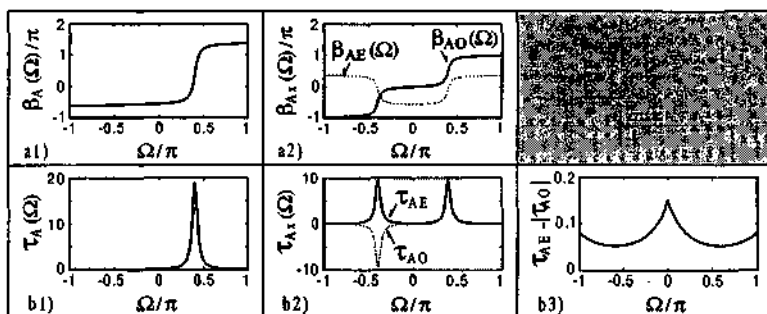 2
1
0
-1
β_A(Ω)/π
-1 -0.5 0 0.5 1
a1) Ω/π
2
1
0
-1
β_Ax(Ω)/π
β_AE(Ω) β_AO(Ω)
-1 -0.5 0 0.5 1
a2) Ω/π
20
10
0
τ_A(Ω)
-1 -0.5 0 0.5 1
b1) Ω/π
10
0
-10
τ_Ax(Ω)
τ_AE
τ_AO
-1 -0.5 0 0.5 1
b2) Ω/π
0.2
0.1
0
τ_AE-|τ_AO|
-1 -0.5 0 0.5 1
b3) Ω/π